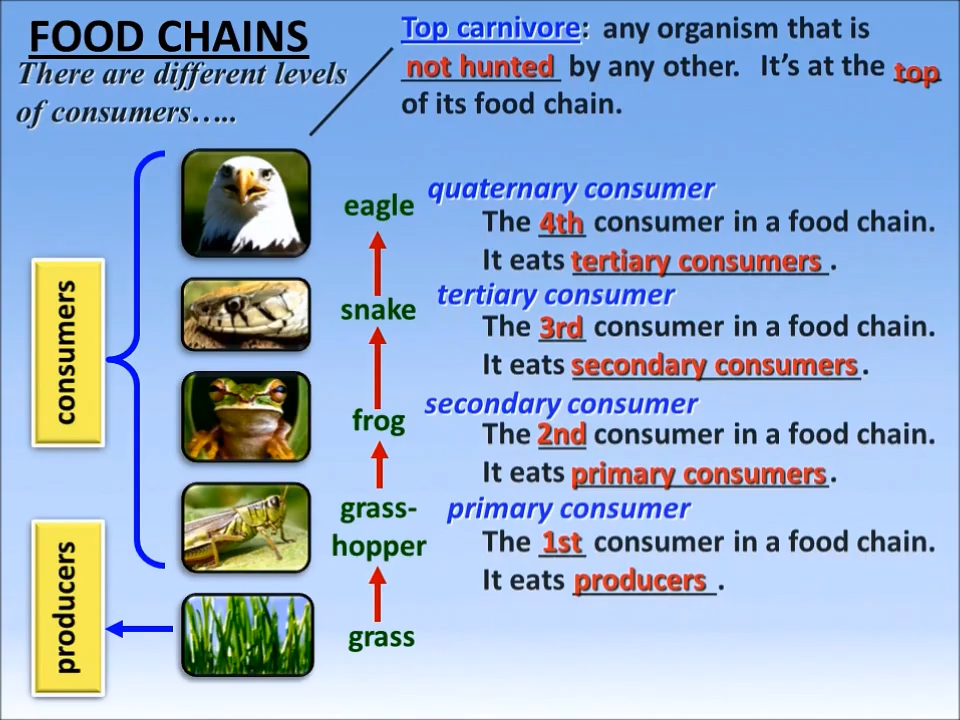 FOOD CHAINS
There are different levels
of consumers…..
Top carnivore: any organism that is
not hunted by any other. It's at the top
of its food chain.
consumers
producers
eagle
quaternary consumer
The 4th consumer in a food chain.
It eats tertiary consumers.
snake
tertiary consumer
The 3rd consumer in a food chain.
It eats secondary consumers.
frog
secondary consumer
The 2nd consumer in a food chain.
It eats primary consumers.
grass-
hopper
primary consumer
The 1st consumer in a food chain.
It eats producers.
grass